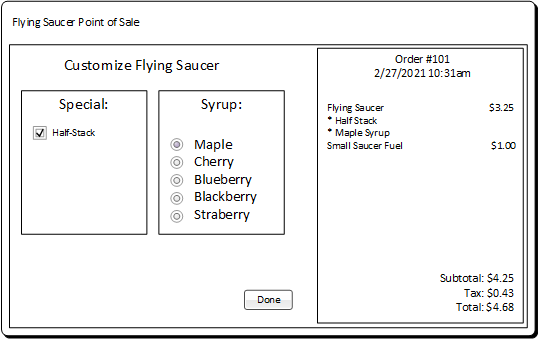 Flying Saucer Point of Sale
Customize Flying Saucer
Special:
Half-Stack
Syrup:
Maple
Cherry
Blueberry
Blackberry
Straberry
Done
Order #101
2/27/2021 10:31am
Flying Saucer $3.25
* Half Stack
* Maple Syrup
Small Saucer Fuel $1.00
Subtotal: $4.25
Tax: $0.43
Total: $4.68